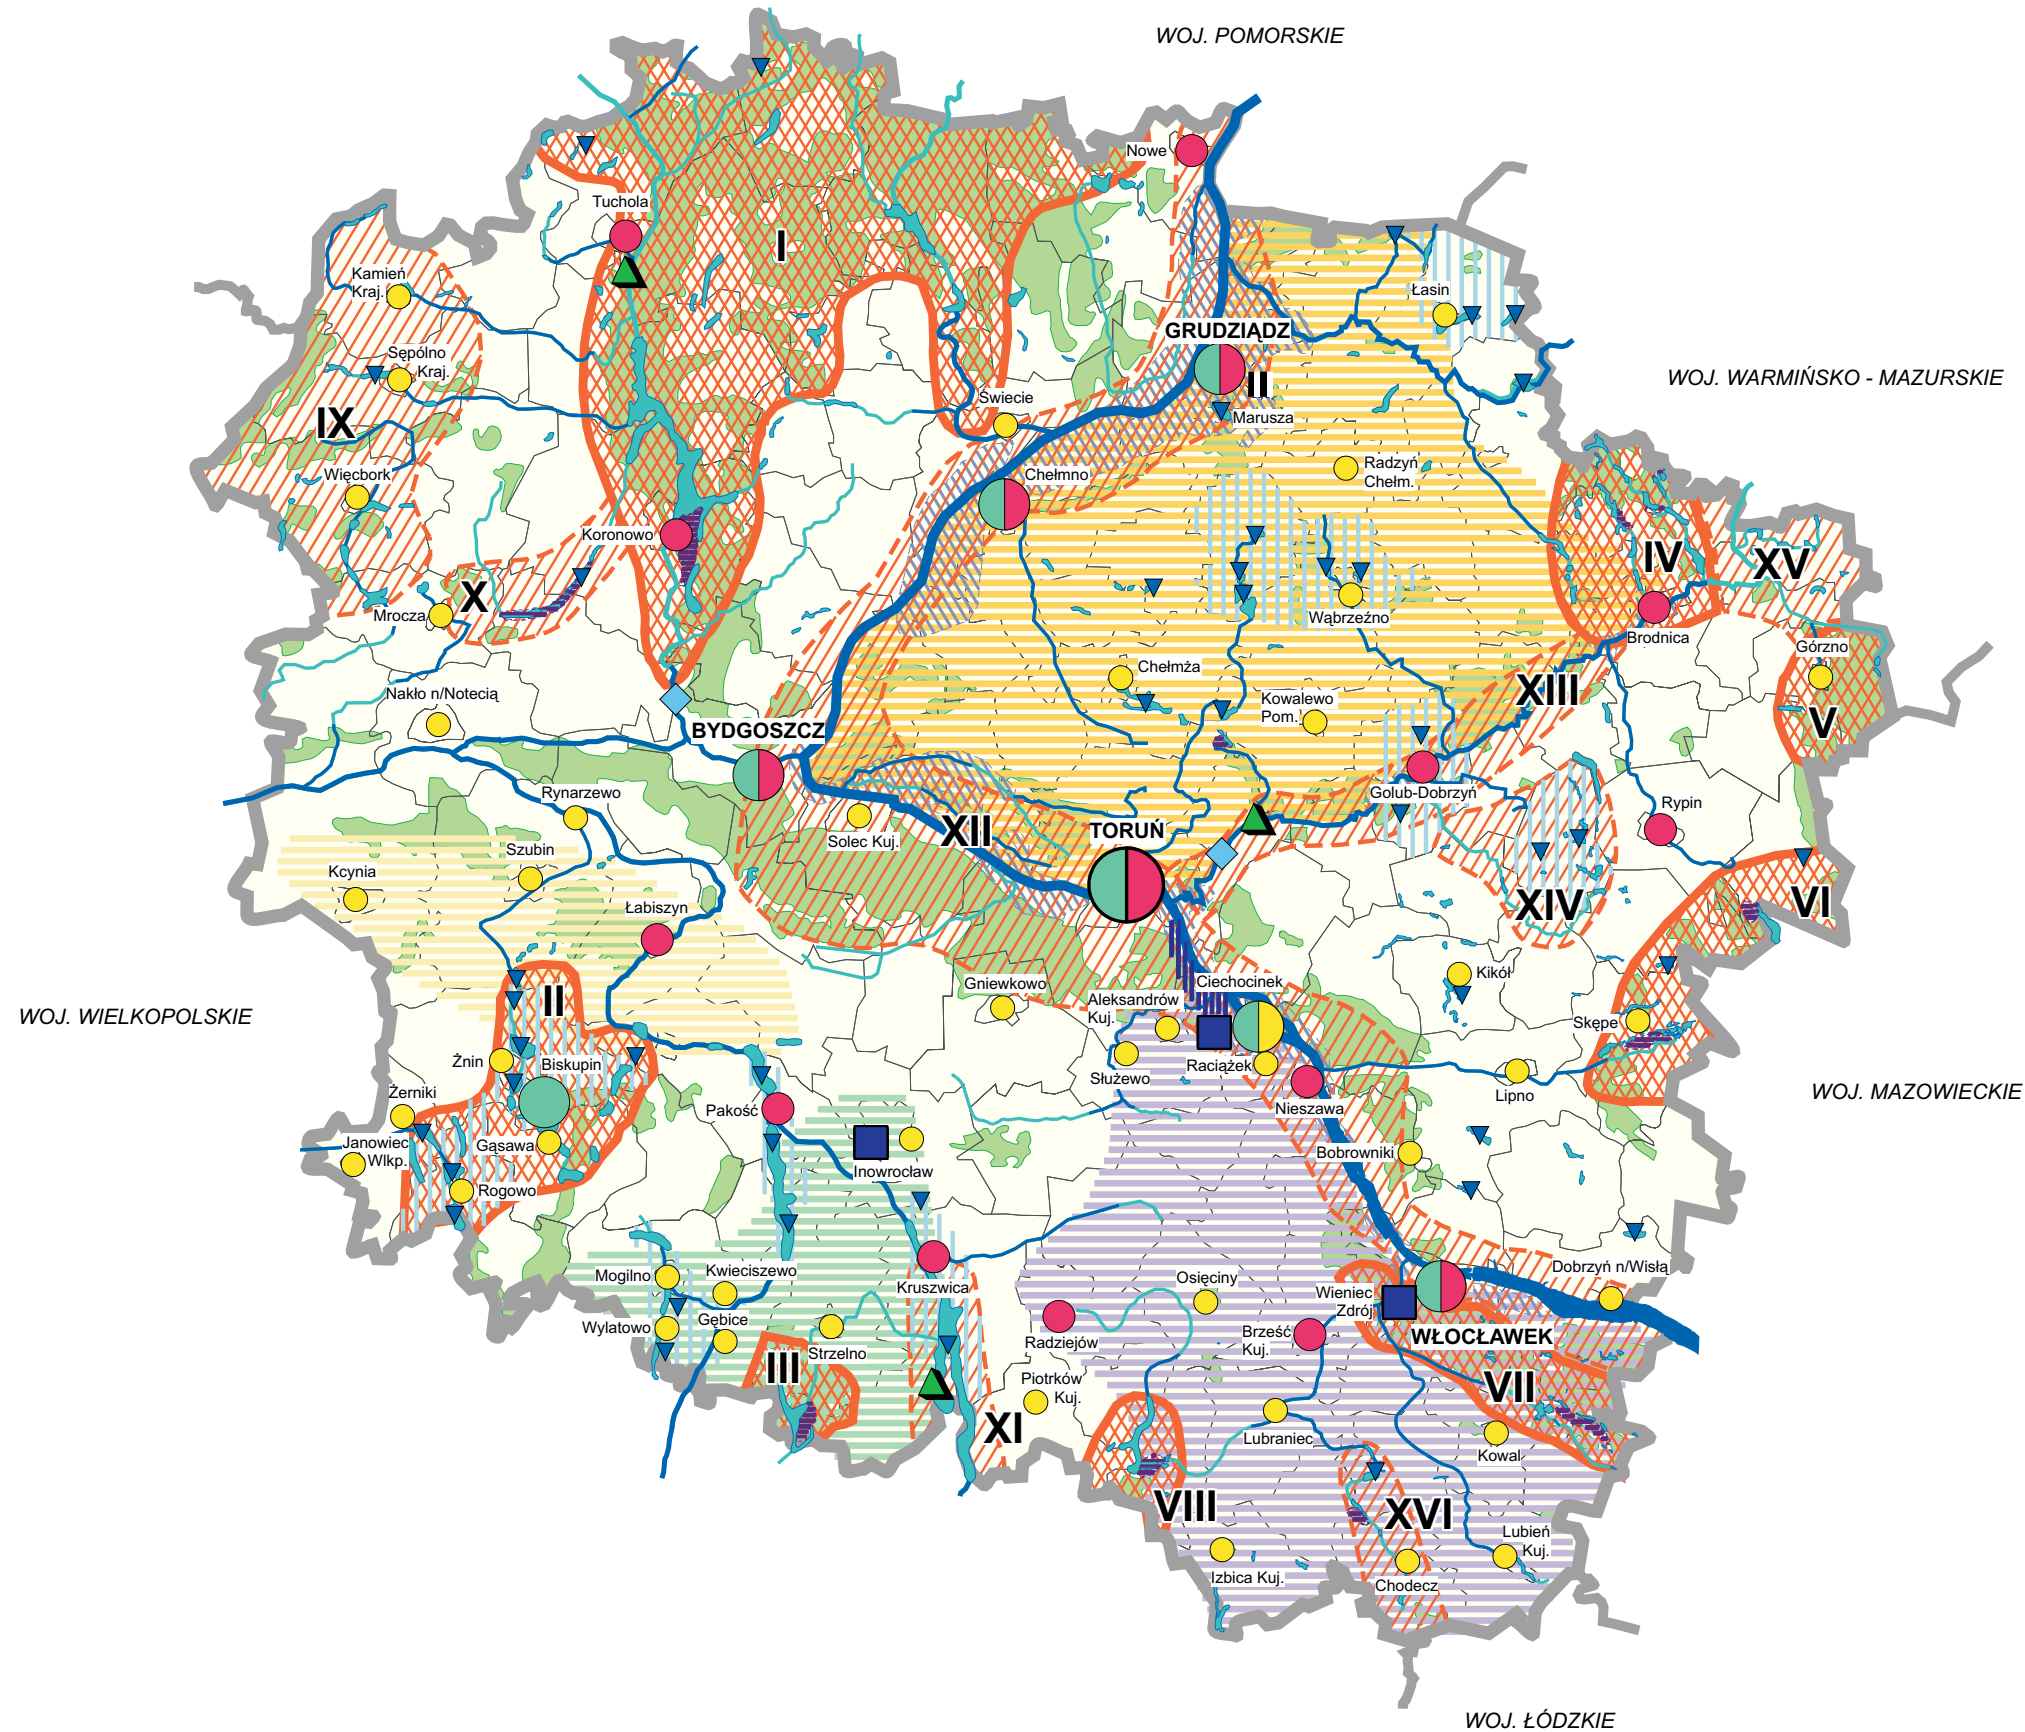 WOJ. POMORSKIE
Nowe
Tuchola
I
Kamień
Kraj.
Łasin
GRUDZIĄDZ
Sępólno
Kraj.
II
WOJ. WARMIŃSKO - MAZURSKIE
Świecie
Marusza
IX
Radzyń
Chełm.
Więcbork
Chełmno
Koronowo
IV
XV
X
Mrocza
Wąbrzeźno
Brodnica
Górzno
Chełmża
Nakło n/Notecią
Kowalewo
Pom.
XIII
V
BYDGOSZCZ
Rynarzewo
Golub-Dobrzyń
Rypin
Solec Kuj.
XII
TORUŃ
Szubin
Kcynia
Łabiszyn
XIV
VI
Gniewkowo
Ciechocinek
Kikół
Aleksandrów
Kuj.
II
Skępe
WOJ. WIELKOPOLSKIE
Żnin
Biskupin
Raciążek
Służewo
Lipno
Żerniki
Pakość
Nieszawa
WOJ. MAZOWIECKIE
Janowiec
Wlkp.
Gąsawa
Inowrocław
Bobrowniki
Rogowo
Mogilno
Kwieciszewo
Kruszwica
Osięciny
Wieniec
Zdrój
Dobrzyń n/Wisłą
Wylatowo
Gębice
Strzelno
Radziejów
Brześć
Kuj.
WŁOCŁAWEK
III
Piotrków
Kuj.
VII
XI
Lubraniec
Kowal
VIII
XVI
Lubień
Kuj.
Izbica Kuj.
Chodecz
WOJ. ŁÓDZKIE